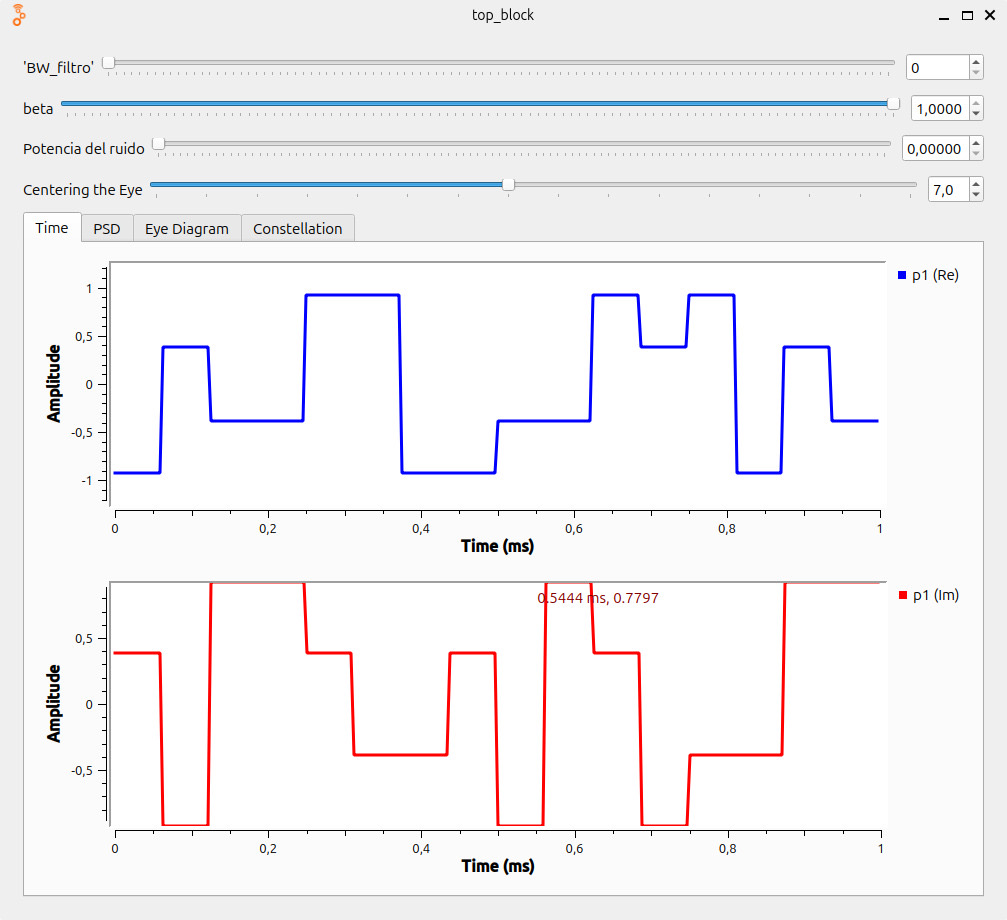 top_block
'BW_filtro' 0
beta 1,0000
Potencia del ruido 0,00000
Centering the Eye 7,0
Time PSD Eye Diagram Constellation
p1 (Re)
Amplitude
1
0,5
0
-0,5
-1
0 0,2 0,4 0,6 0,8 1
Time (ms)
p1 (Im)
0.5444 ms, 0.7797
Amplitude
0,5
0
-0,5
0 0,2 0,4 0,6 0,8 1
Time (ms)